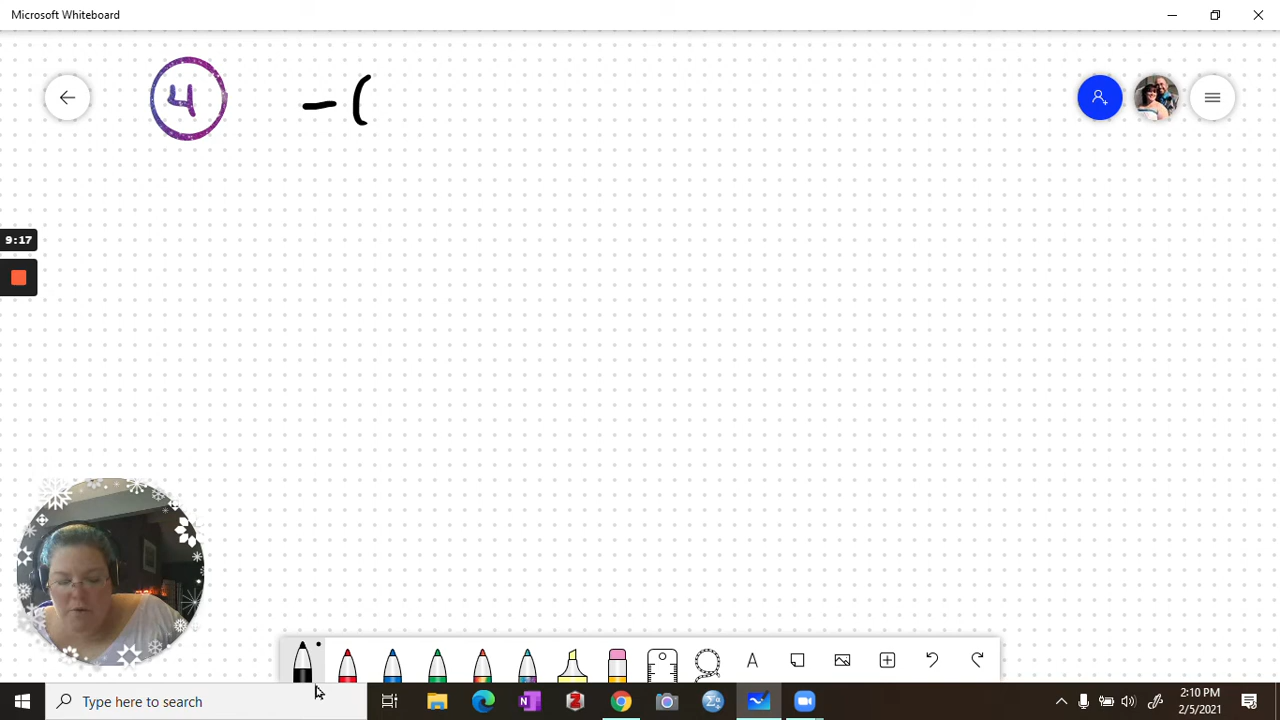 Microsoft Whiteboard
4 - (
9:17
A
Type here to search
N
Z
Σ
2:10 PM
2/5/2021